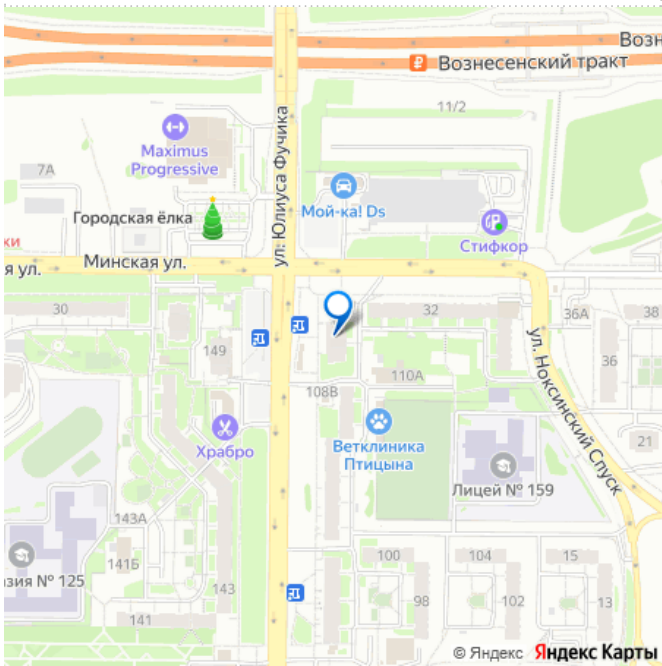 Возн
Вознесенский тракт
11/2
ул. Юлиуса Фучика
Maximus
Progressive
7А
Мой-ка! Ds
Городская ёлка
Стифкор
ки
Минская ул.
я ул.
30
32
36А
38
149
36
ул. Ноксинский Спуск
110А
108В
Храбро
Ветклиника
Птицына
21
Лицей № 159
143А
141Б
азия № 125
143
141
100
104
15
98
102
13
© Яндекс Яндекс Карты